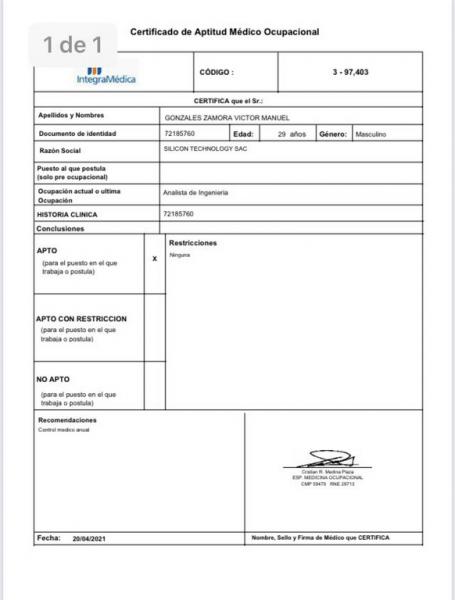 Certificado de Aptitud Médico Ocupacional
1 de 1
IntegraMédica
CÓDIGO :
3 - 97,403
CERTIFICA que el Sr.:
Apellidos y Nombres
GONZALES ZAMORA VICTOR MANUEL
Documento de identidad
72185760
Edad:
29 años
Género:
Masculino
Razón Social
SILICON TECHNOLOGY SAC
Puesto al que postula
(solo pre ocupacional)
Ocupación actual o ultima
Ocupación
Analista de Ingenieria
HISTORIA CLINICA
72185760
Conclusiones
APTO
(para el puesto en el que
trabaja o postula)
X
Restricciones
Ninguna
APTO CON RESTRICCION
(para el puesto en el que
trabaja o postula)
NO APTO
(para el puesto en el que
trabaja o postula)
Recomendaciones
Control medico anual
Cristian R. Medina Plaza
ESP. MEDICINA OCUPACIONAL
CMP 59475 RNE 29713
Fecha:
20/04/2021
Nombre, Sello y Firma de Médico que CERTIFICA